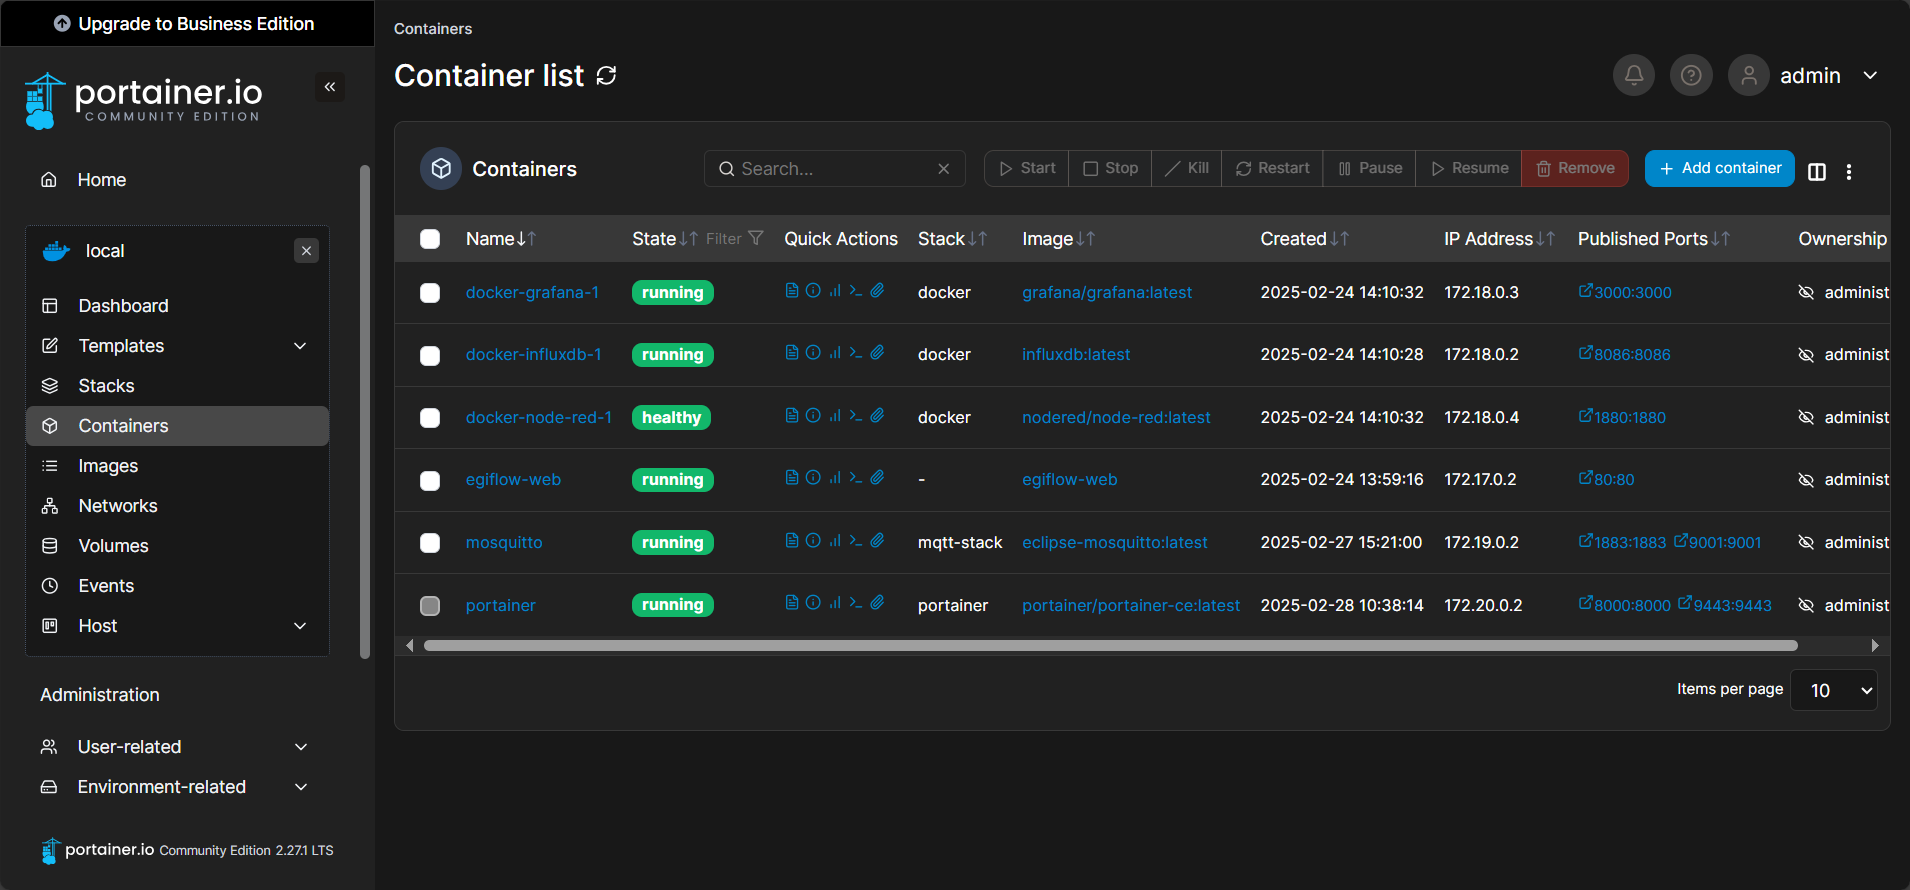 Upgrade to Business Edition
portainer.io
COMMUNITY EDITION
Home
local
Dashboard
Templates
Stacks
Containers
Images
Networks
Volumes
Events
Host
Administration
User-related
Environment-related
portainer.io Community Edition 2.27.1 LTS
Containers
Container list
admin
Containers
Search...
Start Stop Kill Restart Pause Resume Remove
Add container
Name State Filter Quick Actions Stack Image Created IP Address Published Ports Ownership
docker-grafana-1 running docker grafana/grafana:latest 2025-02-24 14:10:32 172.18.0.3 3000:3000 administ
docker-influxdb-1 running docker influxdb:latest 2025-02-24 14:10:28 172.18.0.2 8086:8086 administ
docker-node-red-1 healthy docker nodered/node-red:latest 2025-02-24 14:10:32 172.18.0.4 1880:1880 administ
egiflow-web running - egiflow-web 2025-02-24 13:59:16 172.17.0.2 80:80 administ
mosquitto running mqtt-stack eclipse-mosquitto:latest 2025-02-27 15:21:00 172.19.0.2 1883:1883 9001:9001 administ
portainer running portainer portainer/portainer-ce:latest 2025-02-28 10:38:14 172.20.0.2 8000:8000 9443:9443 administ
Items per page 10